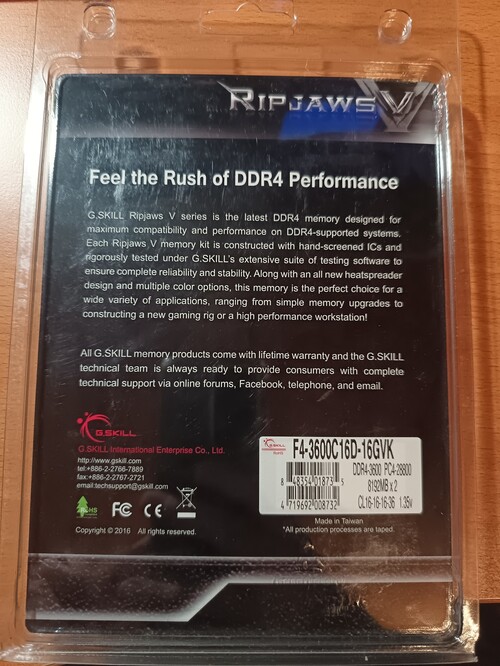 RIPJAWS V
Feel the Rush of DDR4 Performance
G.SKILL Ripjaws V series is the latest DDR4 memory designed for
maximum compatibility and performance on DDR4-supported systems.
Each Ripjaws V memory kit is constructed with hand-screened ICs and
rigorously tested under G.SKILL's extensive suite of testing software to
ensure complete reliability and stability. Along with an all new heatspreader
design and multiple color options, this memory is the perfect choice for a
wide variety of applications, ranging from simple memory upgrades to
constructing a new gaming rig or a high performance workstation!
All G.SKILL memory products come with lifetime warranty and the G.SKILL
technical team is always ready to provide consumers with complete
technical support via online forums, Facebook, telephone, and email.
G.SKILL
G.SKILL International Enterprise Co., Ltd.
http://www.gskill.com
tel:+886-2-2766-7889
fax:+886-2-2767-2721
email:techsupport@gskill.com
RoHS
FC CE
Copyright © 2016 All rights reserved.
G.SKILL
F4-3600C16D-16GVK
DDR4-3600 PC4-28800
8192MB x 2
CL16-16-16-36 1.35v
8 48354 01873 5
4 719692 008732
Made in Taiwan
*All production processes are taped.